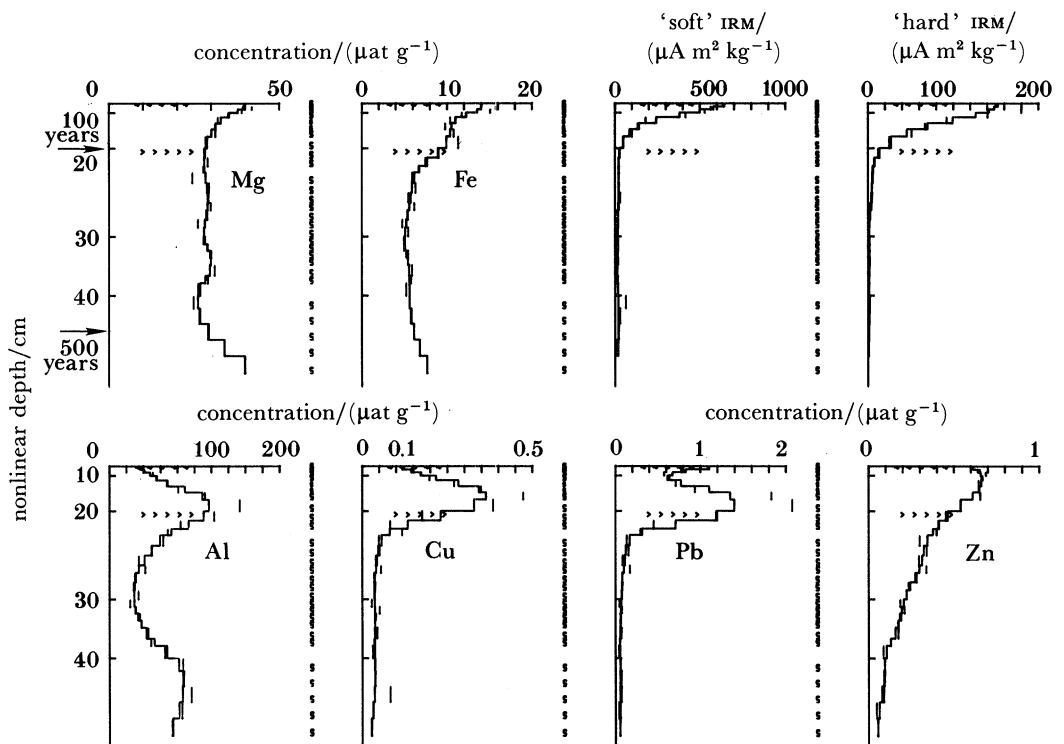 'soft' IRM/
'hard' IRM/
concentration/(μat g⁻¹)
(μA m² kg⁻¹)
(μA m² kg⁻¹)
0 50
0 10 20
0 500 1000
0 100 200
100
years
20
30
40
500
years
Mg
Fe
nonlinear depth/cm
concentration/(μat g⁻¹)
concentration/(μat g⁻¹)
0 100 200
0 0.1 0.5
0 1 2
0 1
10
20
30
40
Al
Cu
Pb
Zn